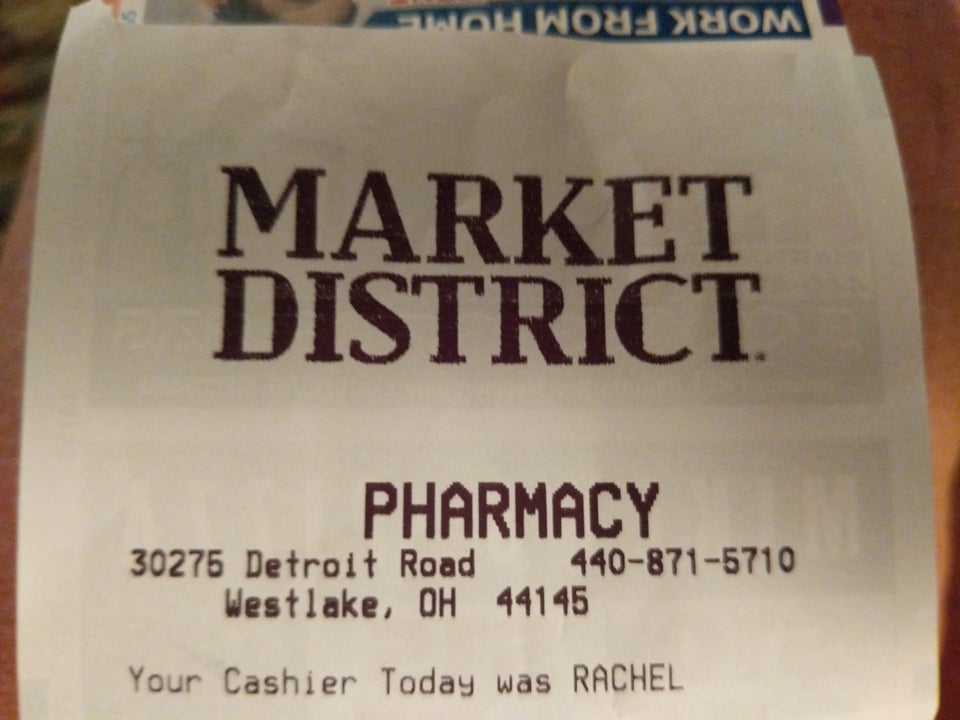 WORK FROM HOME
MARKET
DISTRICT
PHARMACY
30275 Detroit Road 440-871-5710
Westlake, OH 44145
Your Cashier Today was RACHEL